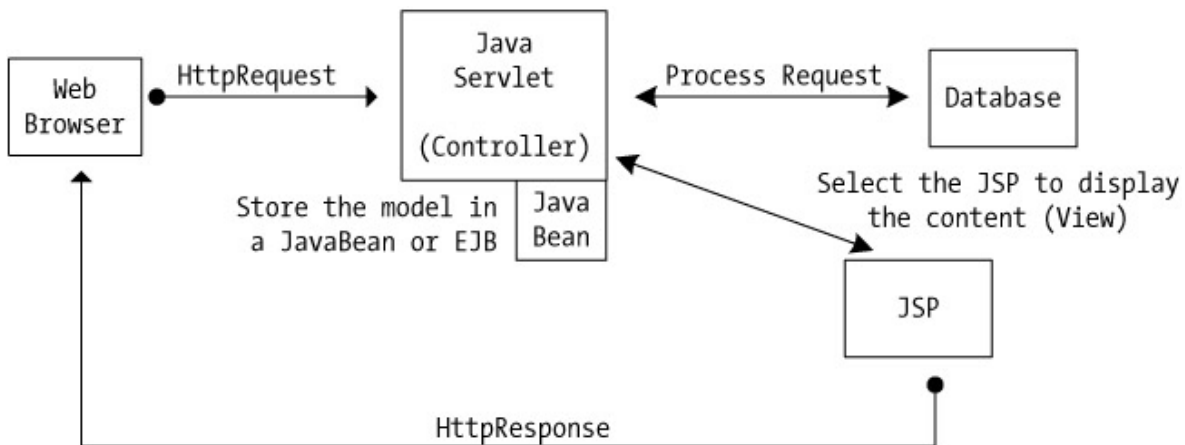 Web
Browser
HttpRequest
Java
Servlet
(Controller)
Process Request
Database
Store the model in
a JavaBean or EJB
Java
Bean
Select the JSP to display
the content (View)
JSP
HttpResponse